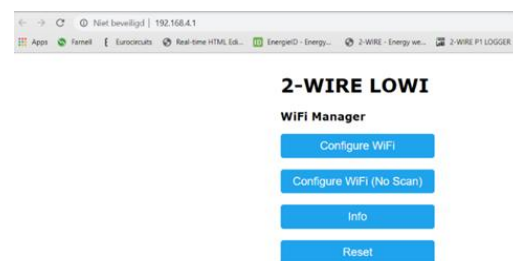 Niet beveiligd | 192.168.4.1
Apps Farnell Eurocircuits Real-time HTML Edi... EnergieID - Energy... 2-WIRE - Energy we... 2-WIRE P1 LOGGER
2-WIRE LOWI
WiFi Manager
Configure WiFi
Configure WiFi (No Scan)
Info
Reset